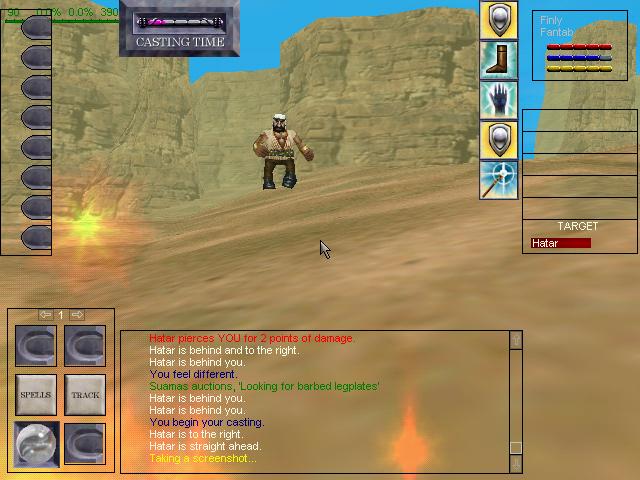 90 0.0% 0.0% 390
CASTING TIME
Finly
Fantab
TARGET
Hatar
1
SPELLS
TRACK
Hatar pierces YOU for 2 points of damage.
Hatar is behind and to the right.
Hatar is behind you.
You feel different.
Suamas auctions, 'Looking for barbed legplates'
Hatar is behind you.
Hatar is behind you.
You begin your casting.
Hatar is to the right.
Hatar is straight ahead.
Taking a screenshot...